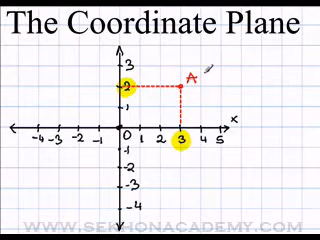 The Coordinate Plane
3
A
2
1
x
-4 -3 -2 -1 0 1 2 3 4 5
-1
-2
-3
-4
WWW.SEKHONACADEMY.COM